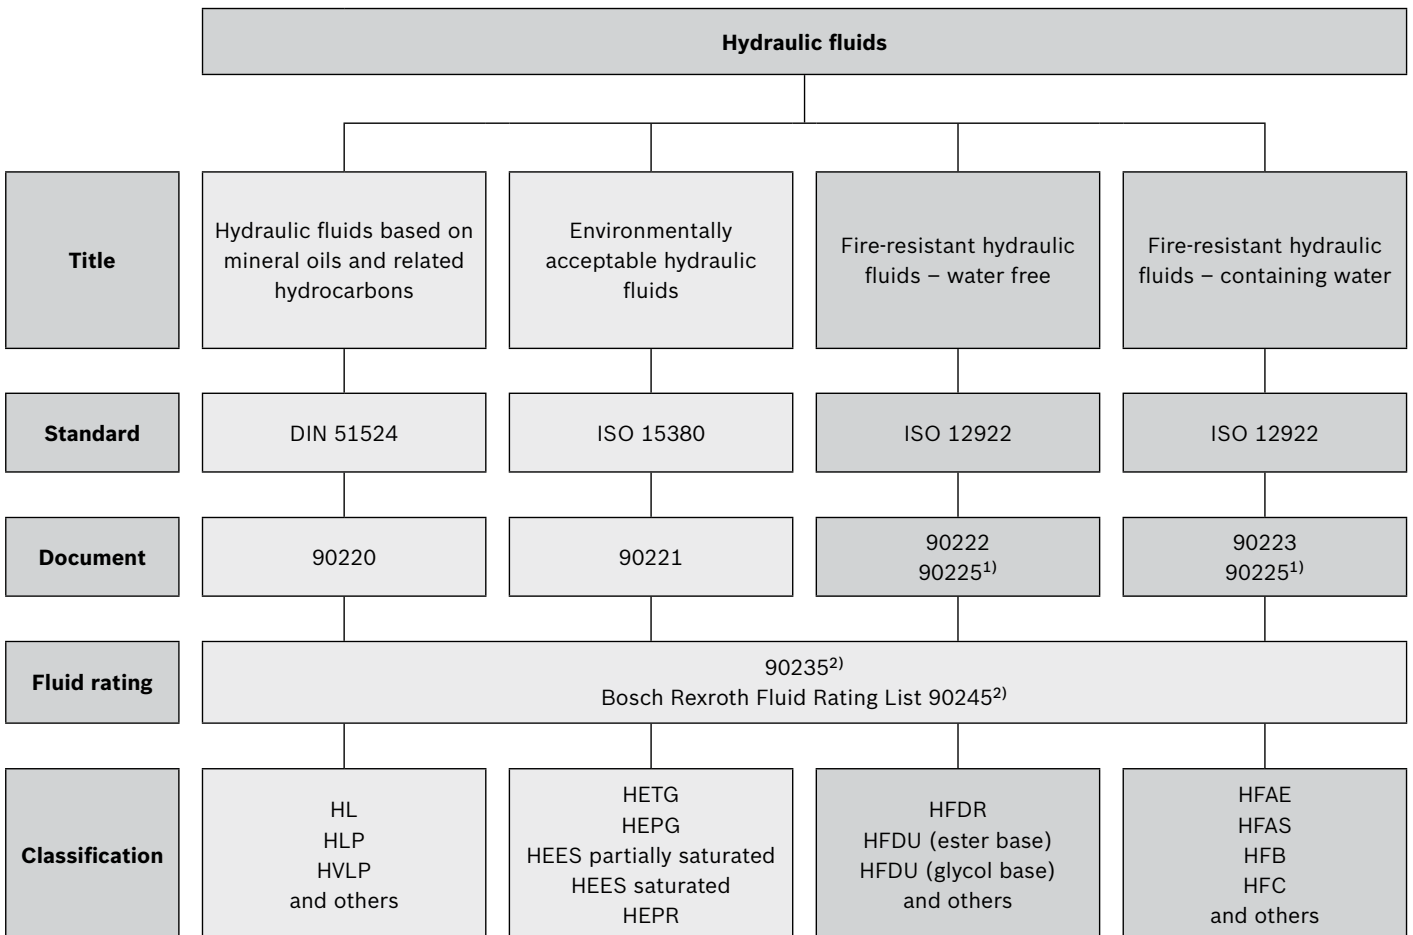 Hydraulic fluids
Title
Hydraulic fluids based on
mineral oils and related
hydrocarbons
Environmentally
acceptable hydraulic
fluids
Fire-resistant hydraulic
fluids – water free
Fire-resistant hydraulic
fluids – containing water
Standard
DIN 51524
ISO 15380
ISO 12922
ISO 12922
Document
90220
90221
90222
90225¹⁾
90223
90225¹⁾
Fluid rating
90235²⁾
Bosch Rexroth Fluid Rating List 90245²⁾
Classification
HL
HLP
HVLP
and others
HETG
HEPG
HEES partially saturated
HEES saturated
HEPR
HFDR
HFDU (ester base)
HFDU (glycol base)
and others
HFAE
HFAS
HFB
HFC
and others